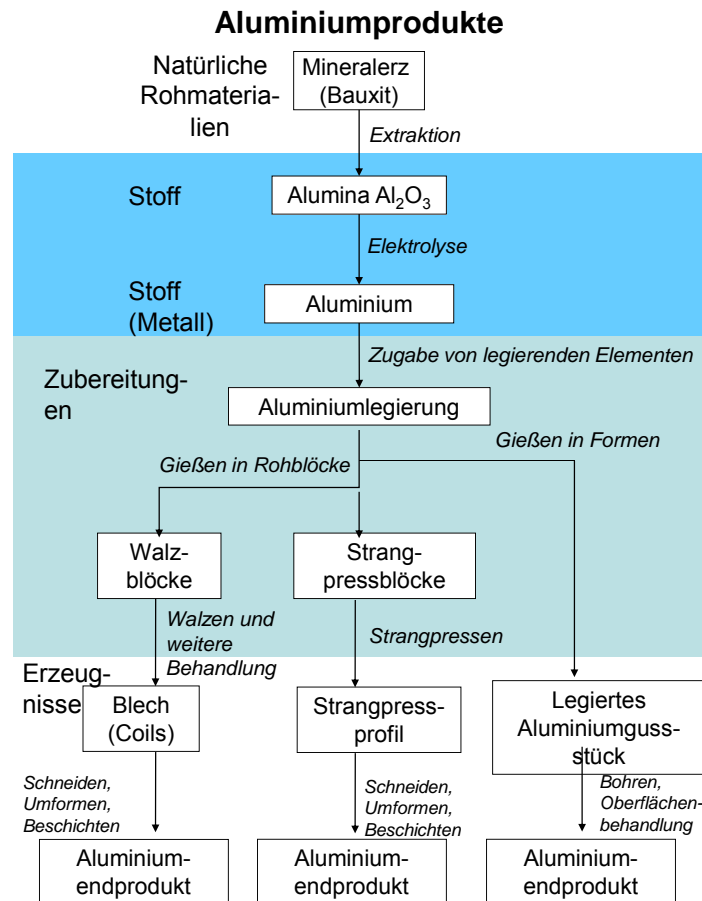 Aluminiumprodukte
Natürliche
Rohmateria-
lien
Mineralerz
(Bauxit)
Extraktion
Stoff
Alumina Al₂O₃
Elektrolyse
Stoff
(Metall)
Aluminium
Zugabe von legierenden Elementen
Zubereitung-
en
Aluminiumlegierung
Gießen in Formen
Gießen in Rohblöcke
Walz-
blöcke
Strang-
pressblöcke
Walzen und
weitere
Behandlung
Strangpressen
Erzeug-
nisse
Blech
(Coils)
Strangpress-
profil
Legiertes
Aluminiumguss-
stück
Schneiden,
Umformen,
Beschichten
Schneiden,
Umformen,
Beschichten
Bohren,
Oberflächen-
behandlung
Aluminium-
endprodukt
Aluminium-
endprodukt
Aluminium-
endprodukt